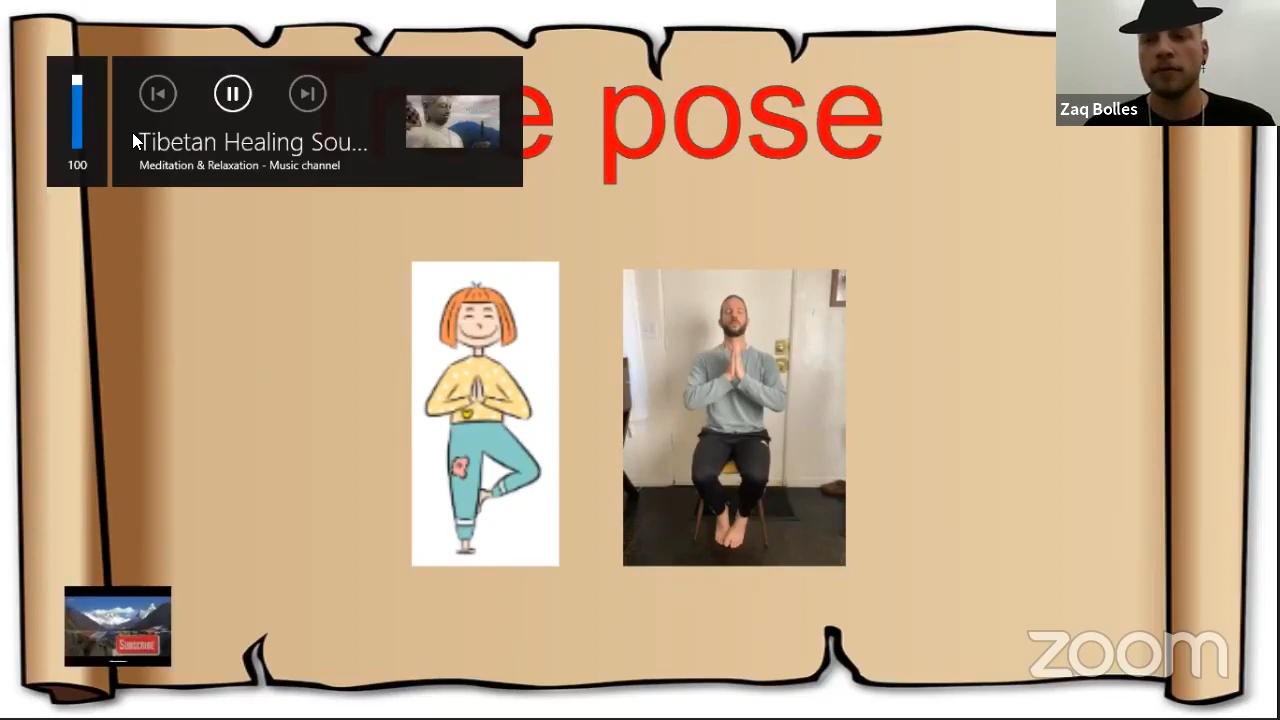 pose
Tibetan Healing Sou...
100
Meditation & Relaxation - Music channel
Zaq Bolles
SUBSCRIBE
zoom